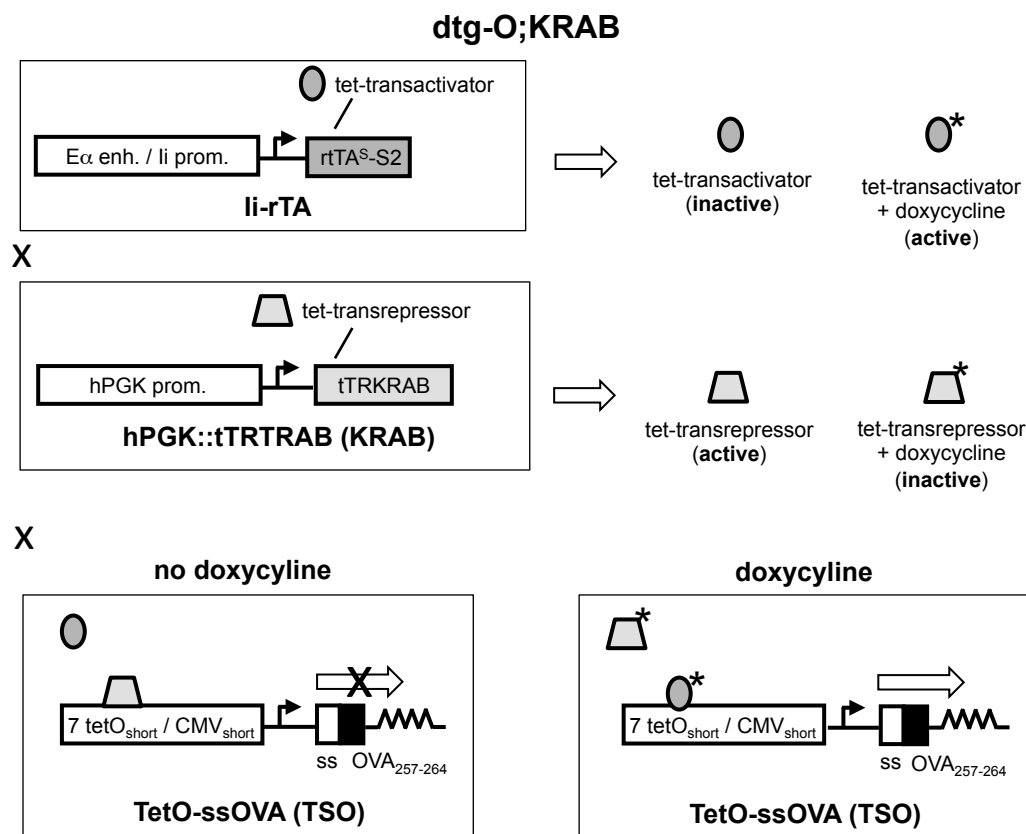 dtg-O;KRAB
tet-transactivator
Eα enh. / Ii prom.
rtTAS-S2
Ii-rTA
tet-transactivator
(inactive)
*
tet-transactivator
+ doxycycline
(active)
X
tet-transrepressor
hPGK prom.
tTRKRAB
hPGK::tTRTRAB (KRAB)
tet-transrepressor
(active)
*
tet-transrepressor
+ doxycycline
(inactive)
X
no doxycyline
7 tetOshort / CMVshort
X
ss
OVA257-264
TetO-ssOVA (TSO)
doxycyline
*
*
7 tetOshort / CMVshort
ss
OVA257-264
TetO-ssOVA (TSO)